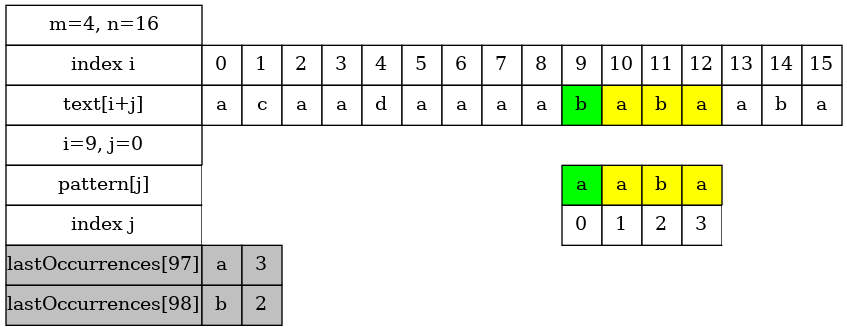 m=4, n=16
index i 0 1 2 3 4 5 6 7 8 9 10 11 12 13 14 15
text[i+j] a c a a d a a a a b a b a a b a
i=9, j=0
pattern[j] a a b a
index j 0 1 2 3
lastOccurrences[97] a 3
lastOccurrences[98] b 2